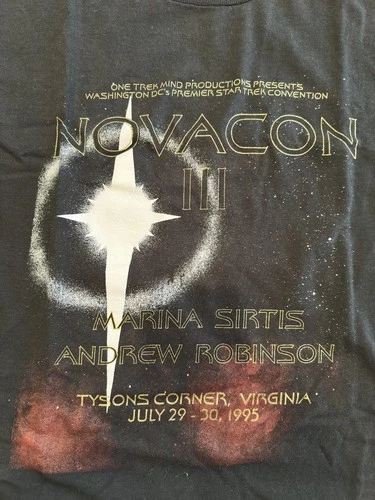 ONE TREK MIND PRODUCTIONS PRESENTS
WASHINGTON DC's PREMIER STAR TREK CONVENTION
NOVACON
III
MARINA SIRTIS
ANDREW ROBINSON
TYSONS CORNER, VIRGINIA
JULY 29 - 30, 1995